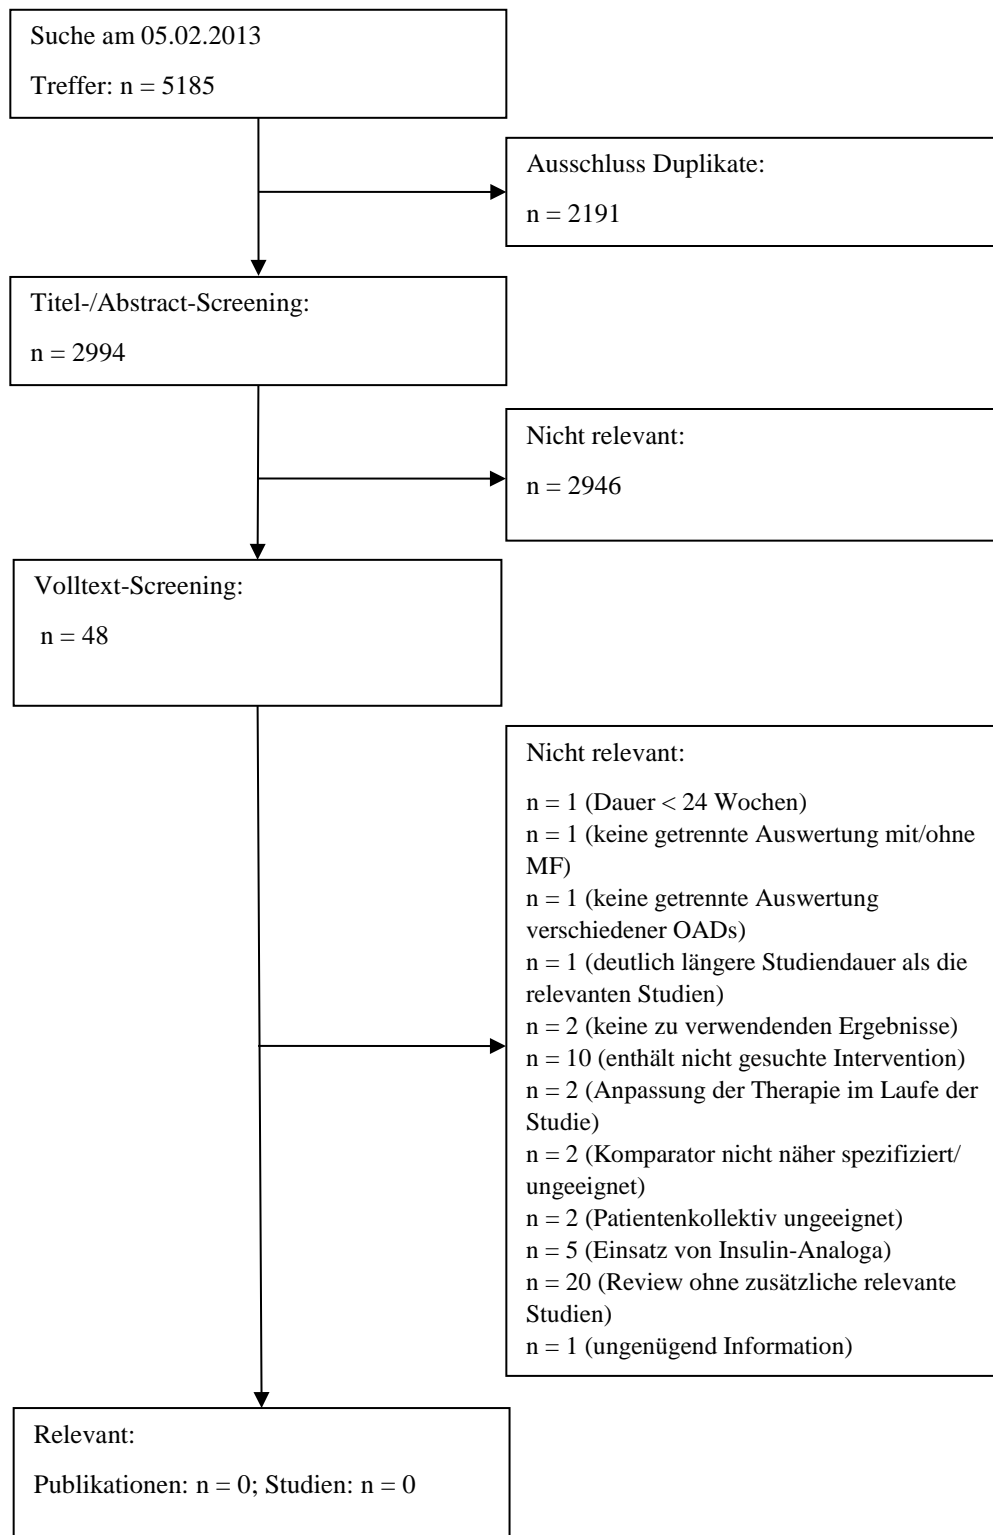 Suche am 05.02.2013
Treffer: n = 5185
Ausschluss Duplikate:
n = 2191
Titel-/Abstract-Screening:
n = 2994
Nicht relevant:
n = 2946
Volltext-Screening:
n = 48
Nicht relevant:
n = 1 (Dauer < 24 Wochen)
n = 1 (keine getrennte Auswertung mit/ohne
MF)
n = 1 (keine getrennte Auswertung
verschiedener OADs)
n = 1 (deutlich längere Studiendauer als die
relevanten Studien)
n = 2 (keine zu verwendenden Ergebnisse)
n = 10 (enthält nicht gesuchte Intervention)
n = 2 (Anpassung der Therapie im Laufe der
Studie)
n = 2 (Komparator nicht näher spezifiziert/
ungeeignet)
n = 2 (Patientenkollektiv ungeeignet)
n = 5 (Einsatz von Insulin-Analoga)
n = 20 (Review ohne zusätzliche relevante
Studien)
n = 1 (ungenügend Information)
Relevant:
Publikationen: n = 0; Studien: n = 0